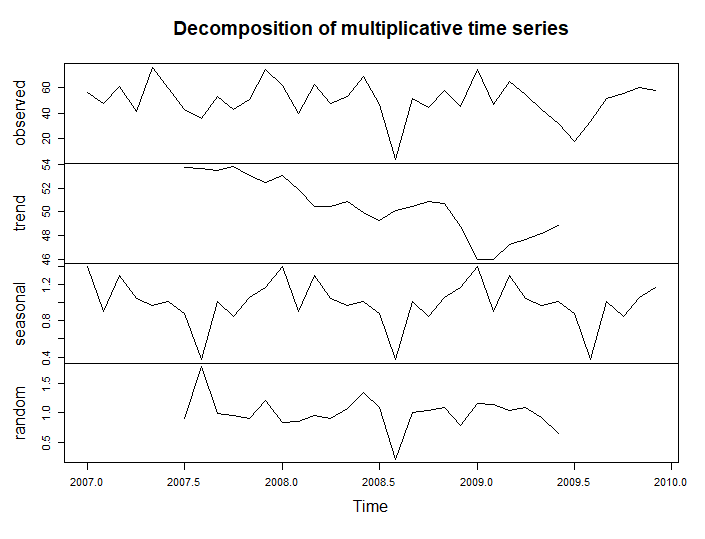 Decomposition of multiplicative time series
observed
20 40 60
trend
46 48 50 52 54
seasonal
0.4 0.8 1.2
random
0.5 1.0 1.5
2007.0 2007.5 2008.0 2008.5 2009.0 2009.5 2010.0
Time